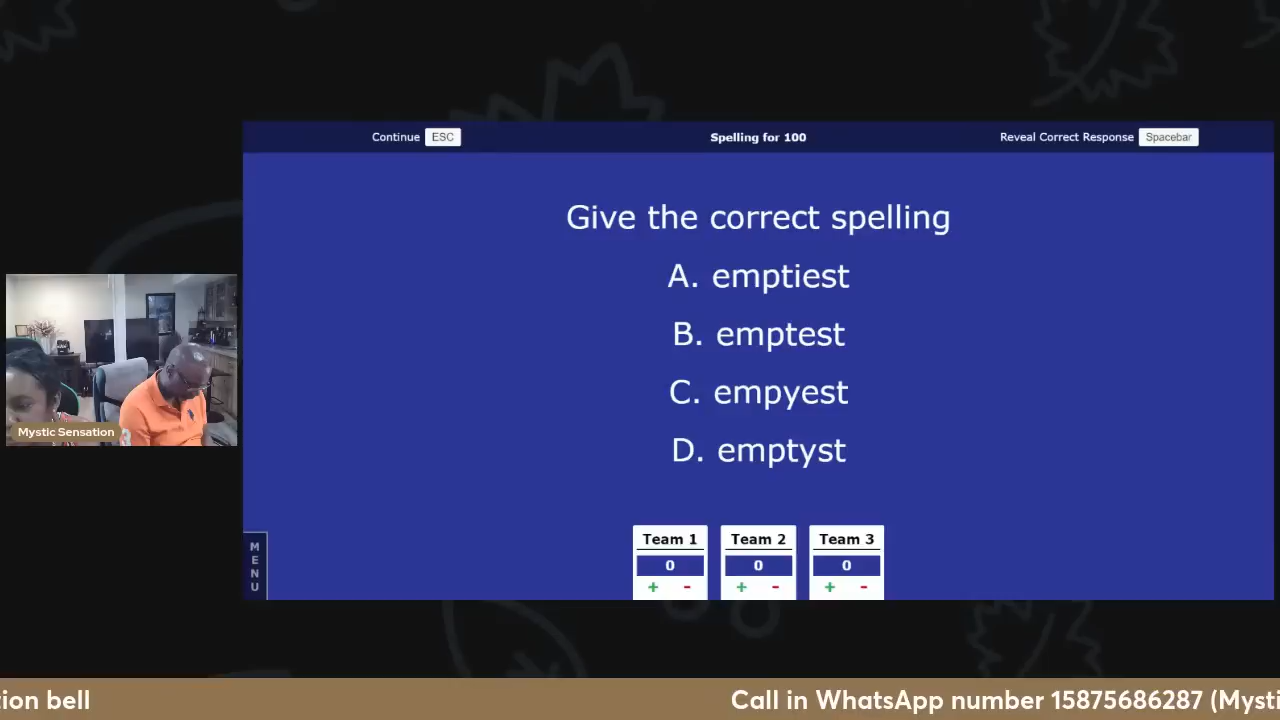 Continue ESC
Spelling for 100
Reveal Correct Response Spacebar
Give the correct spelling
A. emptiest
B. emptest
C. empyest
D. emptyst
Mystic Sensation
MENU
Team 1 Team 2 Team 3
0 0 0
+ - + - + -
tion bell Call in WhatsApp number 15875686287 (Mysti